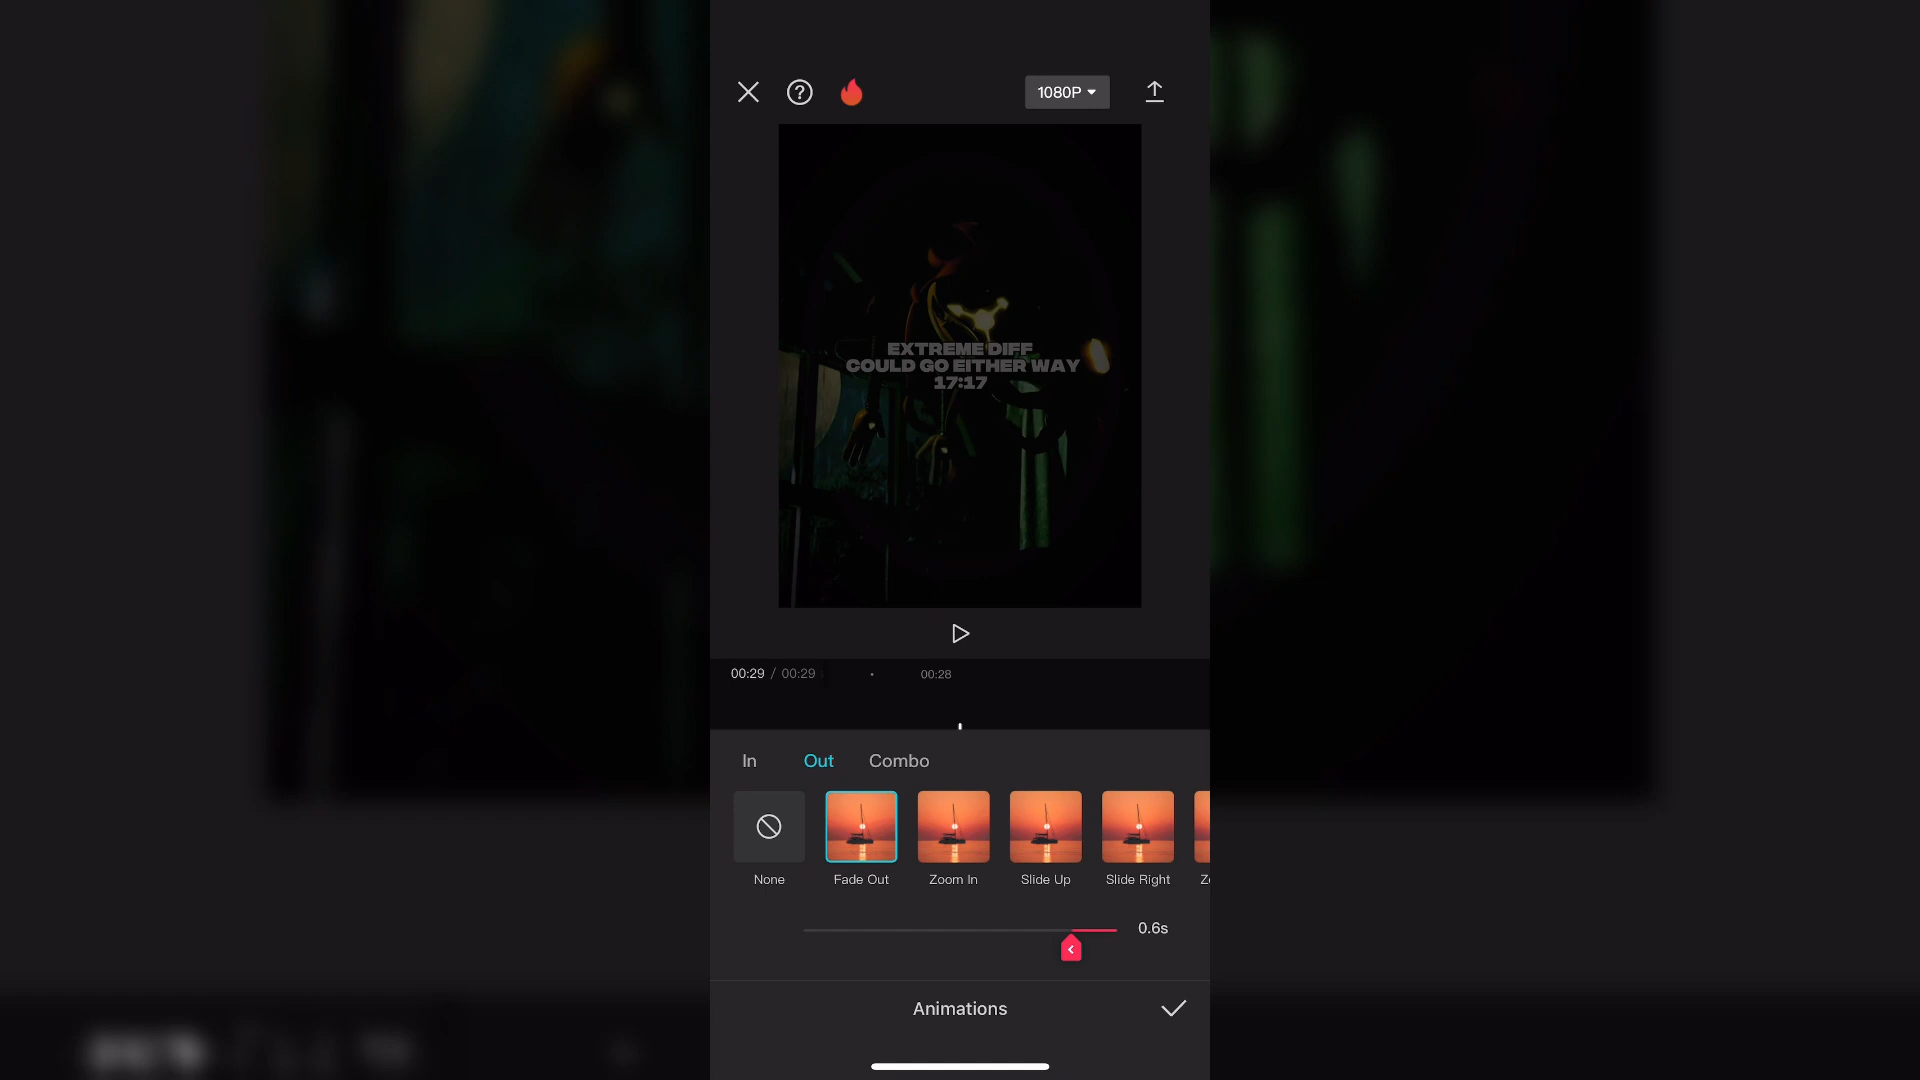 1080P
EXTREME DIFF
COULD GO EITHER WAY
17:17
00:29 / 00:29
00:28
In Out Combo
None Fade Out Zoom In Slide Up Slide Right
0.6s
Animations